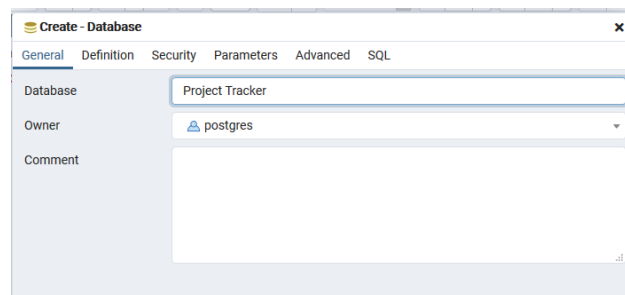 Create - Database
General Definition Security Parameters Advanced SQL
Database Project Tracker
Owner postgres
Comment